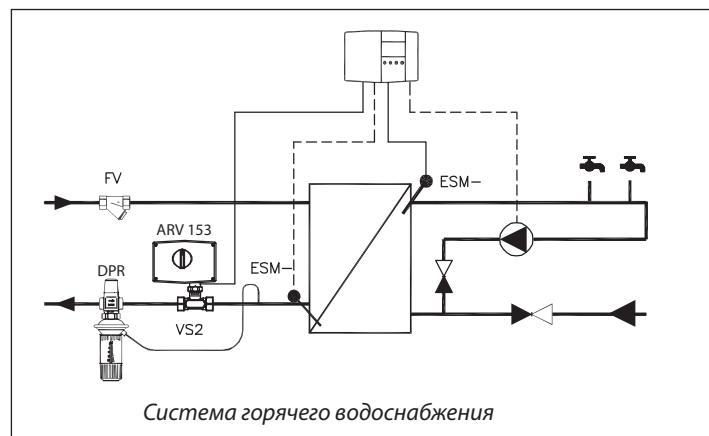 FV
ESM-
ARV 153
ESM-
DPR
VS2
Система горячего водоснабжения